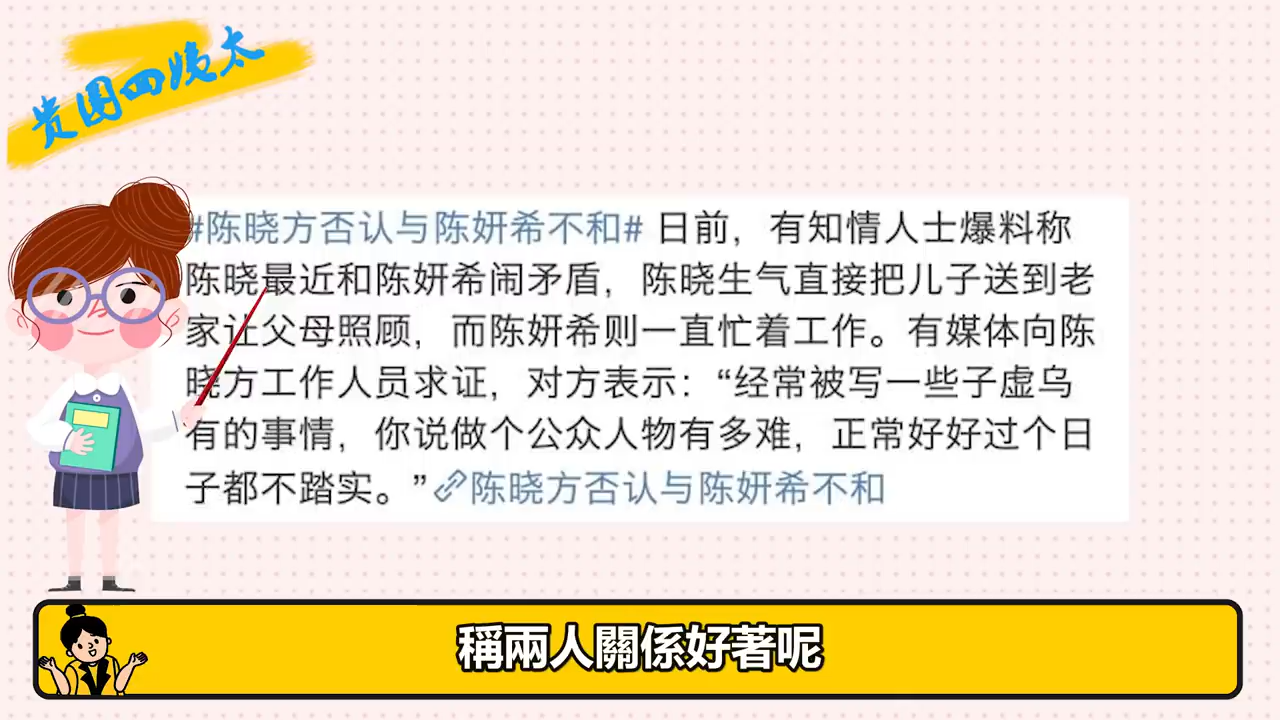 贵圈四姨太
#陈晓方否认与陈妍希不和# 日前，有知情人士爆料称
陈晓最近和陈妍希闹矛盾，陈晓生气直接把儿子送到老
家让父母照顾，而陈妍希则一直忙着工作。有媒体向陈
晓方工作人员求证，对方表示：“经常被写一些子虚乌
有的事情，你说做个公众人物有多难，正常好好过个日
子都不踏实。”陈晓方否认与陈妍希不和
稱兩人關係好著呢